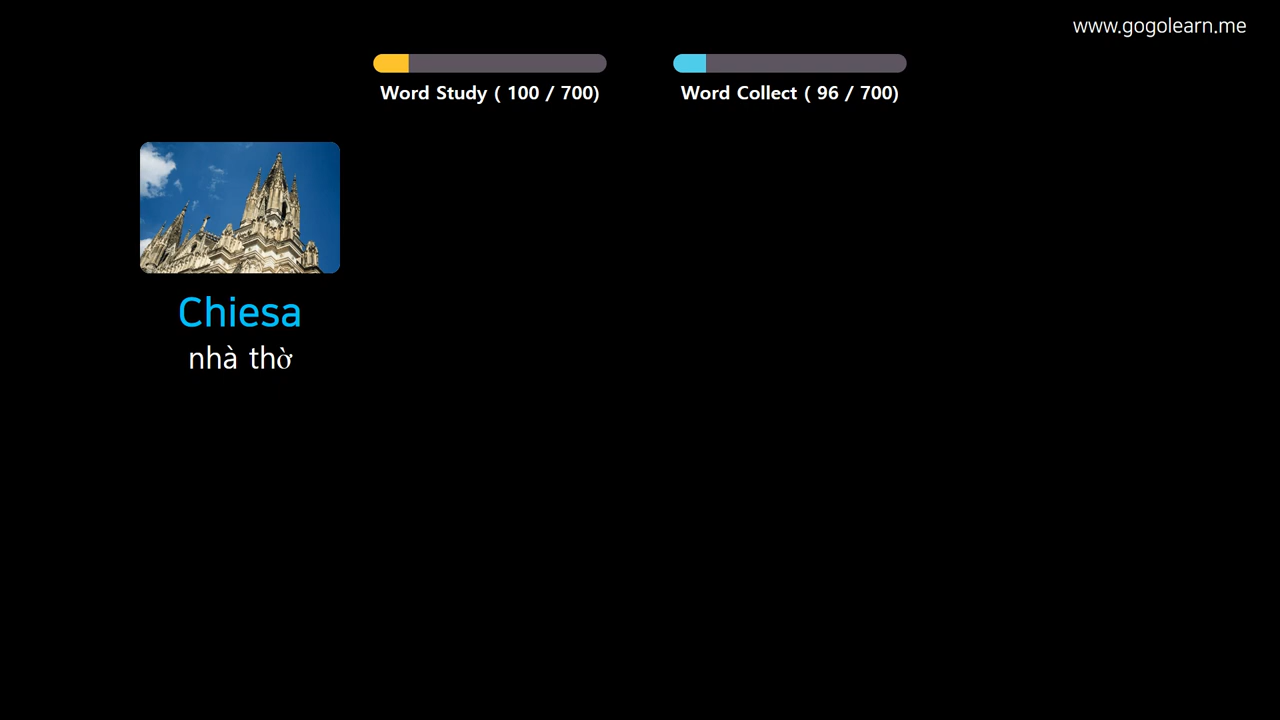 www.gogolearn.me
Word Study ( 100 / 700)
Word Collect ( 96 / 700)
Chiesa
nhà thờ